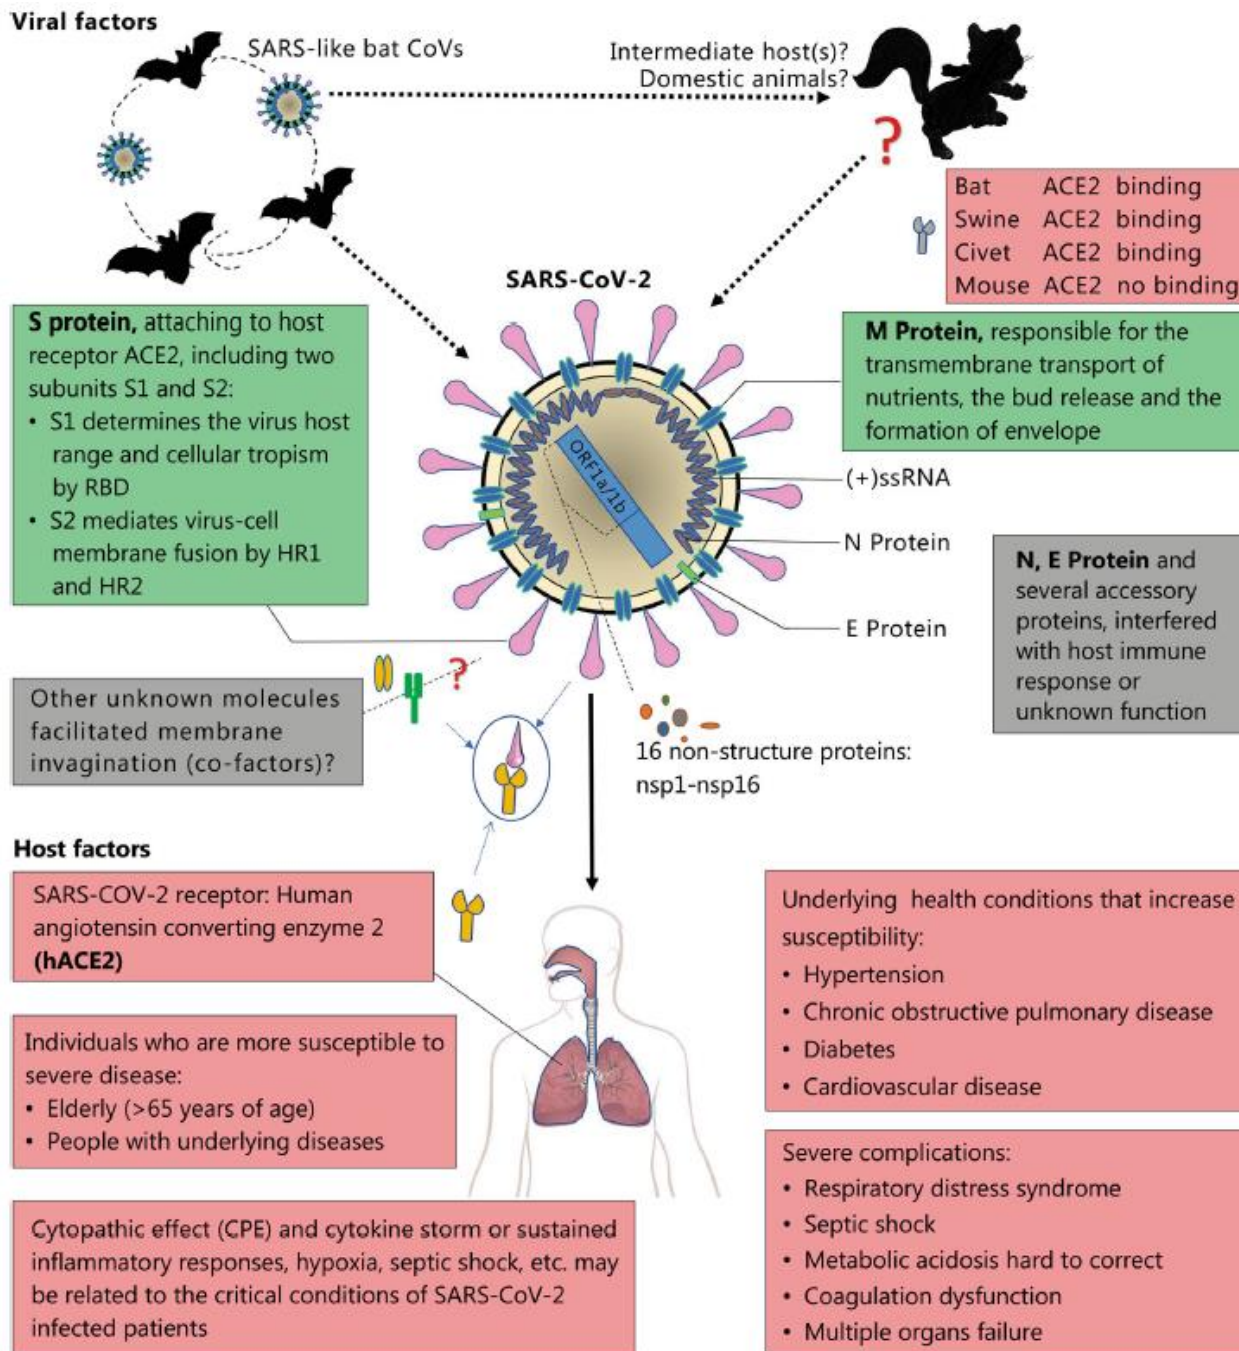 Viral factors
SARS-like bat CoVs
Intermediate host(s)?
Domestic animals?
?
Bat ACE2 binding
Swine ACE2 binding
Civet ACE2 binding
Mouse ACE2 no binding
SARS-CoV-2
S protein, attaching to host
receptor ACE2, including two
subunits S1 and S2:
• S1 determines the virus host
range and cellular tropism
by RBD
• S2 mediates virus-cell
membrane fusion by HR1
and HR2
M Protein, responsible for the
transmembrane transport of
nutrients, the bud release and the
formation of envelope
ORF1a/1b
(+)ssRNA
N Protein
E Protein
N, E Protein and
several accessory
proteins, interfered
with host immune
response or
unknown function
?
Other unknown molecules
facilitated membrane
invagination (co-factors)?
16 non-structure proteins:
nsp1-nsp16
Host factors
SARS-COV-2 receptor: Human
angiotensin converting enzyme 2
(hACE2)
Individuals who are more susceptible to
severe disease:
• Elderly (>65 years of age)
• People with underlying diseases
Cytopathic effect (CPE) and cytokine storm or sustained
inflammatory responses, hypoxia, septic shock, etc. may
be related to the critical conditions of SARS-CoV-2
infected patients
Underlying health conditions that increase
susceptibility:
• Hypertension
• Chronic obstructive pulmonary disease
• Diabetes
• Cardiovascular disease
Severe complications:
• Respiratory distress syndrome
• Septic shock
• Metabolic acidosis hard to correct
• Coagulation dysfunction
• Multiple organs failure